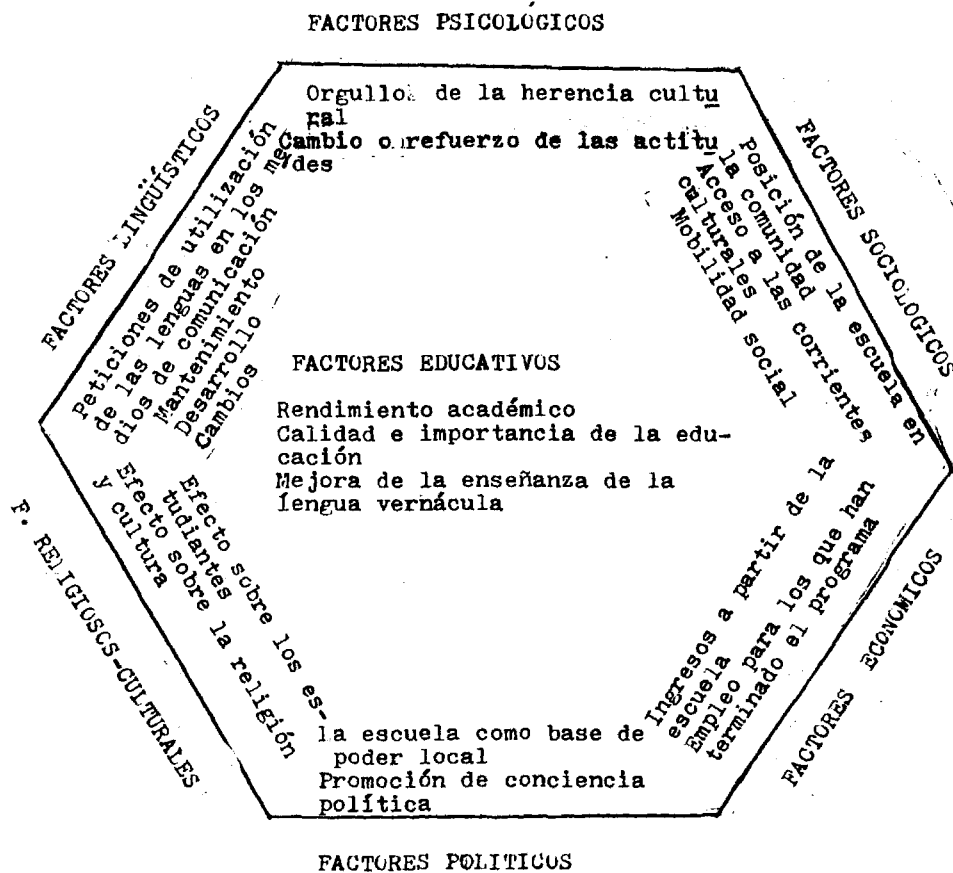 FACTORES PSICOLÓGICOS
Orgullo de la herencia cultu
ral
Cambio o refuerzo de las actitu
des
FACTORES LINGÜÍSTICOS
Peticiones de utilización
de las lenguas en los me
dios de comunicación
Mantenimiento
Desarrollo
Cambios
FACTORES SOCIOLOGICOS
Posición de la escuela en
la comunidad
Acceso a las corrientes
culturales
Mobilidad social
FACTORES EDUCATIVOS
Rendimiento académico
Calidad e importancia de la edu-
cación
Mejora de la enseñanza de la
lengua vernácula
F. RELIGIOSOS-CULTURALES
Efecto sobre los es-
tudiantes
Efecto sobre la religión
y cultura
FACTORES ECONOMICOS
Ingresos a partir de la
escuela
Empleo para los que han
terminado el programa
la escuela como base de
poder local
Promoción de conciencia
política
FACTORES POLITICOS